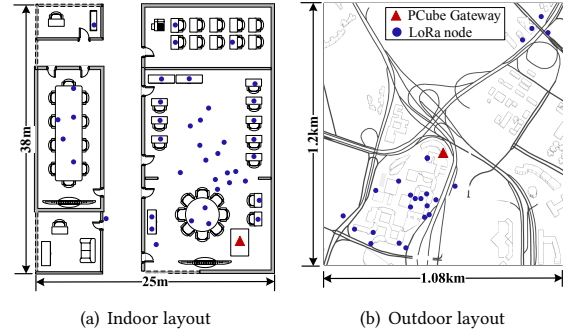 PCube Gateway
LoRa node
38m
25m
1.2km
1.08km
(a) Indoor layout
(b) Outdoor layout